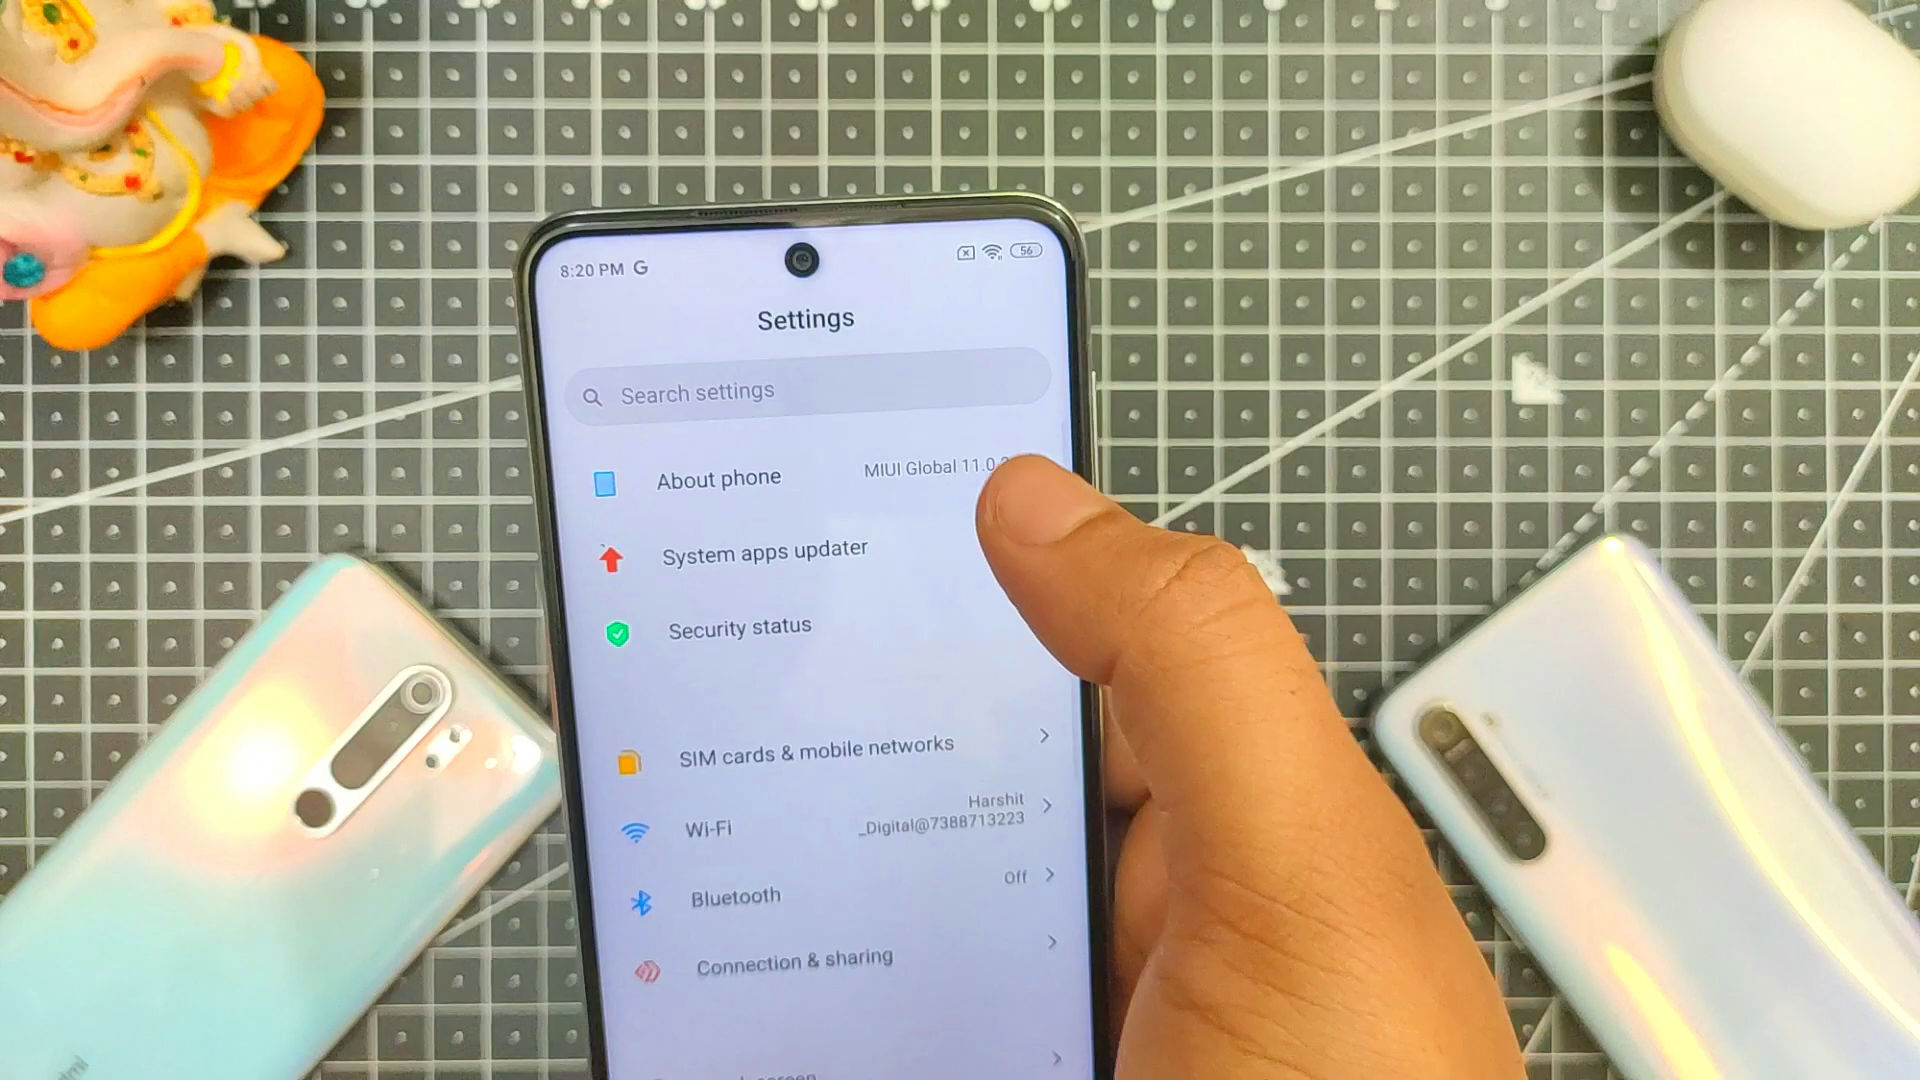 8:20 PM G
56
Settings
Search settings
About phone
MIUI Global 11.0
System apps updater
Security status
SIM cards & mobile networks
Wi-Fi
Harshit
_Digital@7388713223
Bluetooth
Off
Connection & sharing